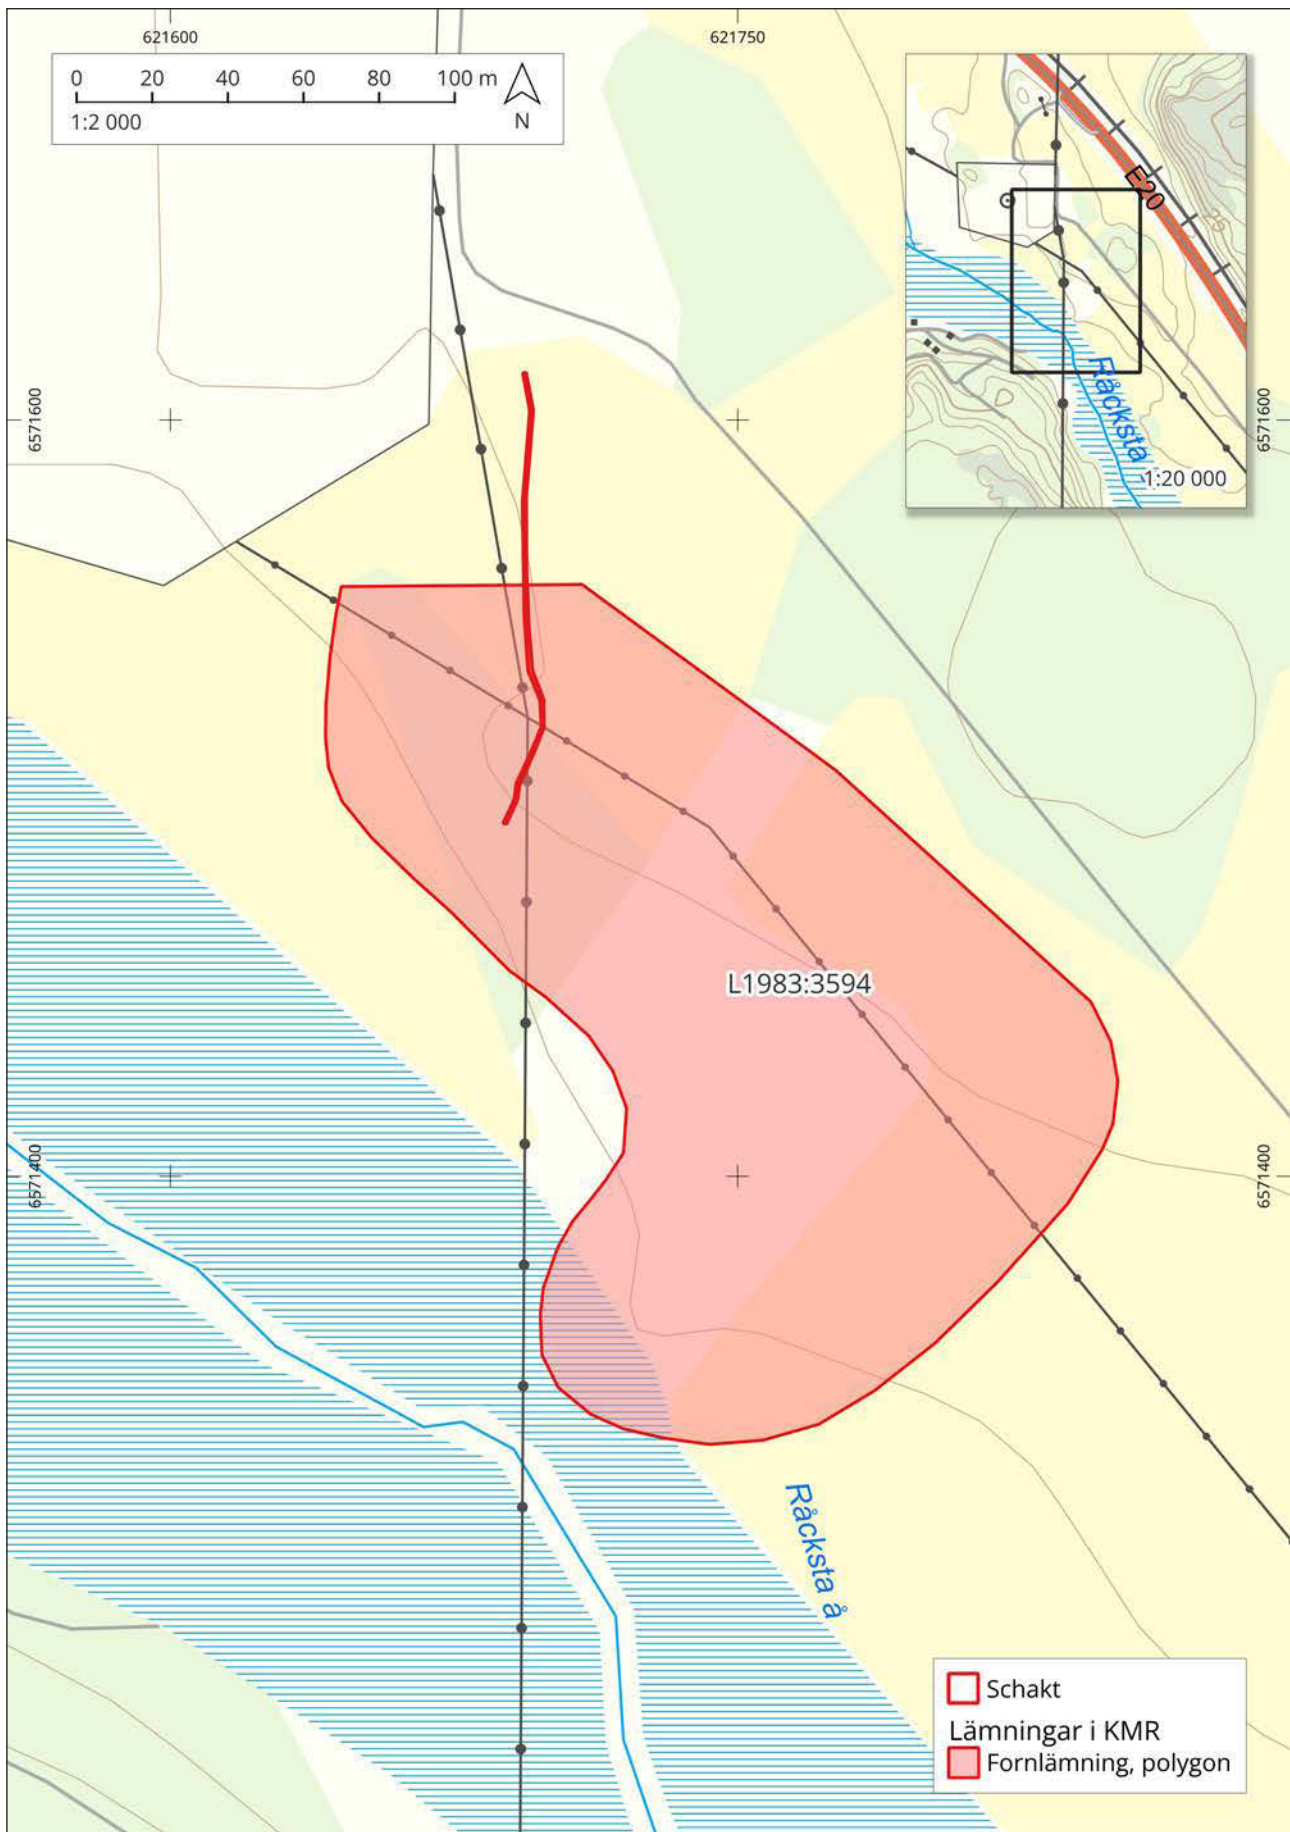 621600
621750
0 20 40 60 80 100 m
1:2 000
N
E20
Råcksta
1:20 000
6571600
6571600
L1983:3594
6571400
6571400
Råcksta å
Schakt
Lämningar i KMR
Fornlämning, polygon